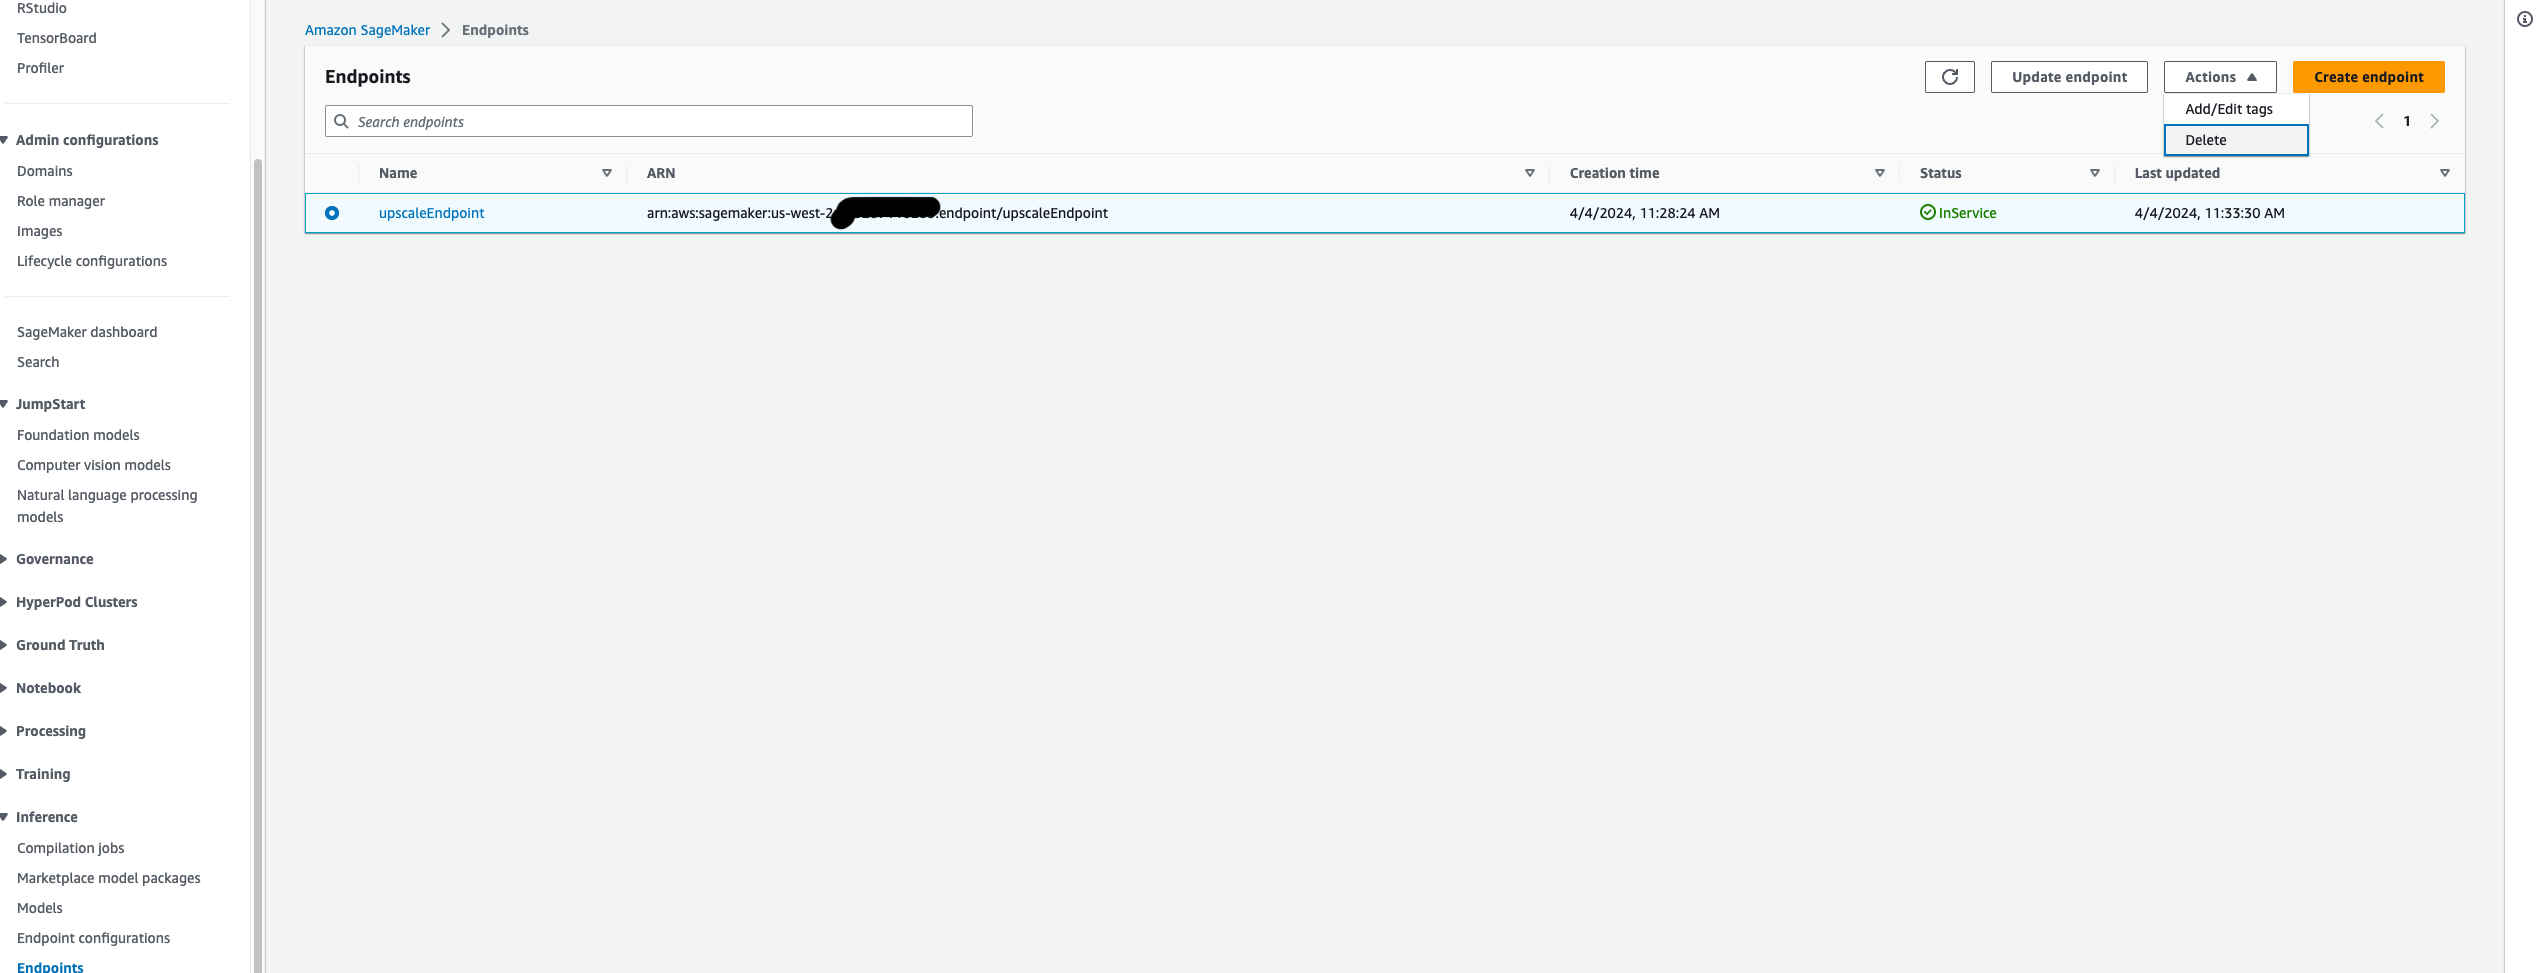 RStudio
TensorBoard
Profiler
Admin configurations
Domains
Role manager
Images
Lifecycle configurations
SageMaker dashboard
Search
JumpStart
Foundation models
Computer vision models
Natural language processing
models
Governance
HyperPod Clusters
Ground Truth
Notebook
Processing
Training
Inference
Compilation jobs
Marketplace model packages
Models
Endpoint configurations
Endpoints
Amazon SageMaker > Endpoints
Endpoints
Update endpoint
Actions
Create endpoint
Add/Edit tags
Delete
Search endpoints
1
Name ARN Creation time Status Last updated
upscaleEndpoint arn:aws:sagemaker:us-west-2 :endpoint/upscaleEndpoint 4/4/2024, 11:28:24 AM InService 4/4/2024, 11:33:30 AM